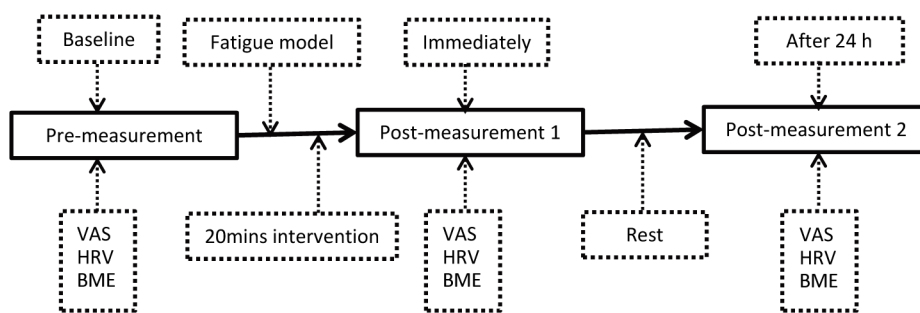 Baseline
Fatigue model
Immediately
After 24 h
Pre-measurement
Post-measurement 1
Post-measurement 2
VAS
HRV
BME
20mins intervention
VAS
HRV
BME
Rest
VAS
HRV
BME